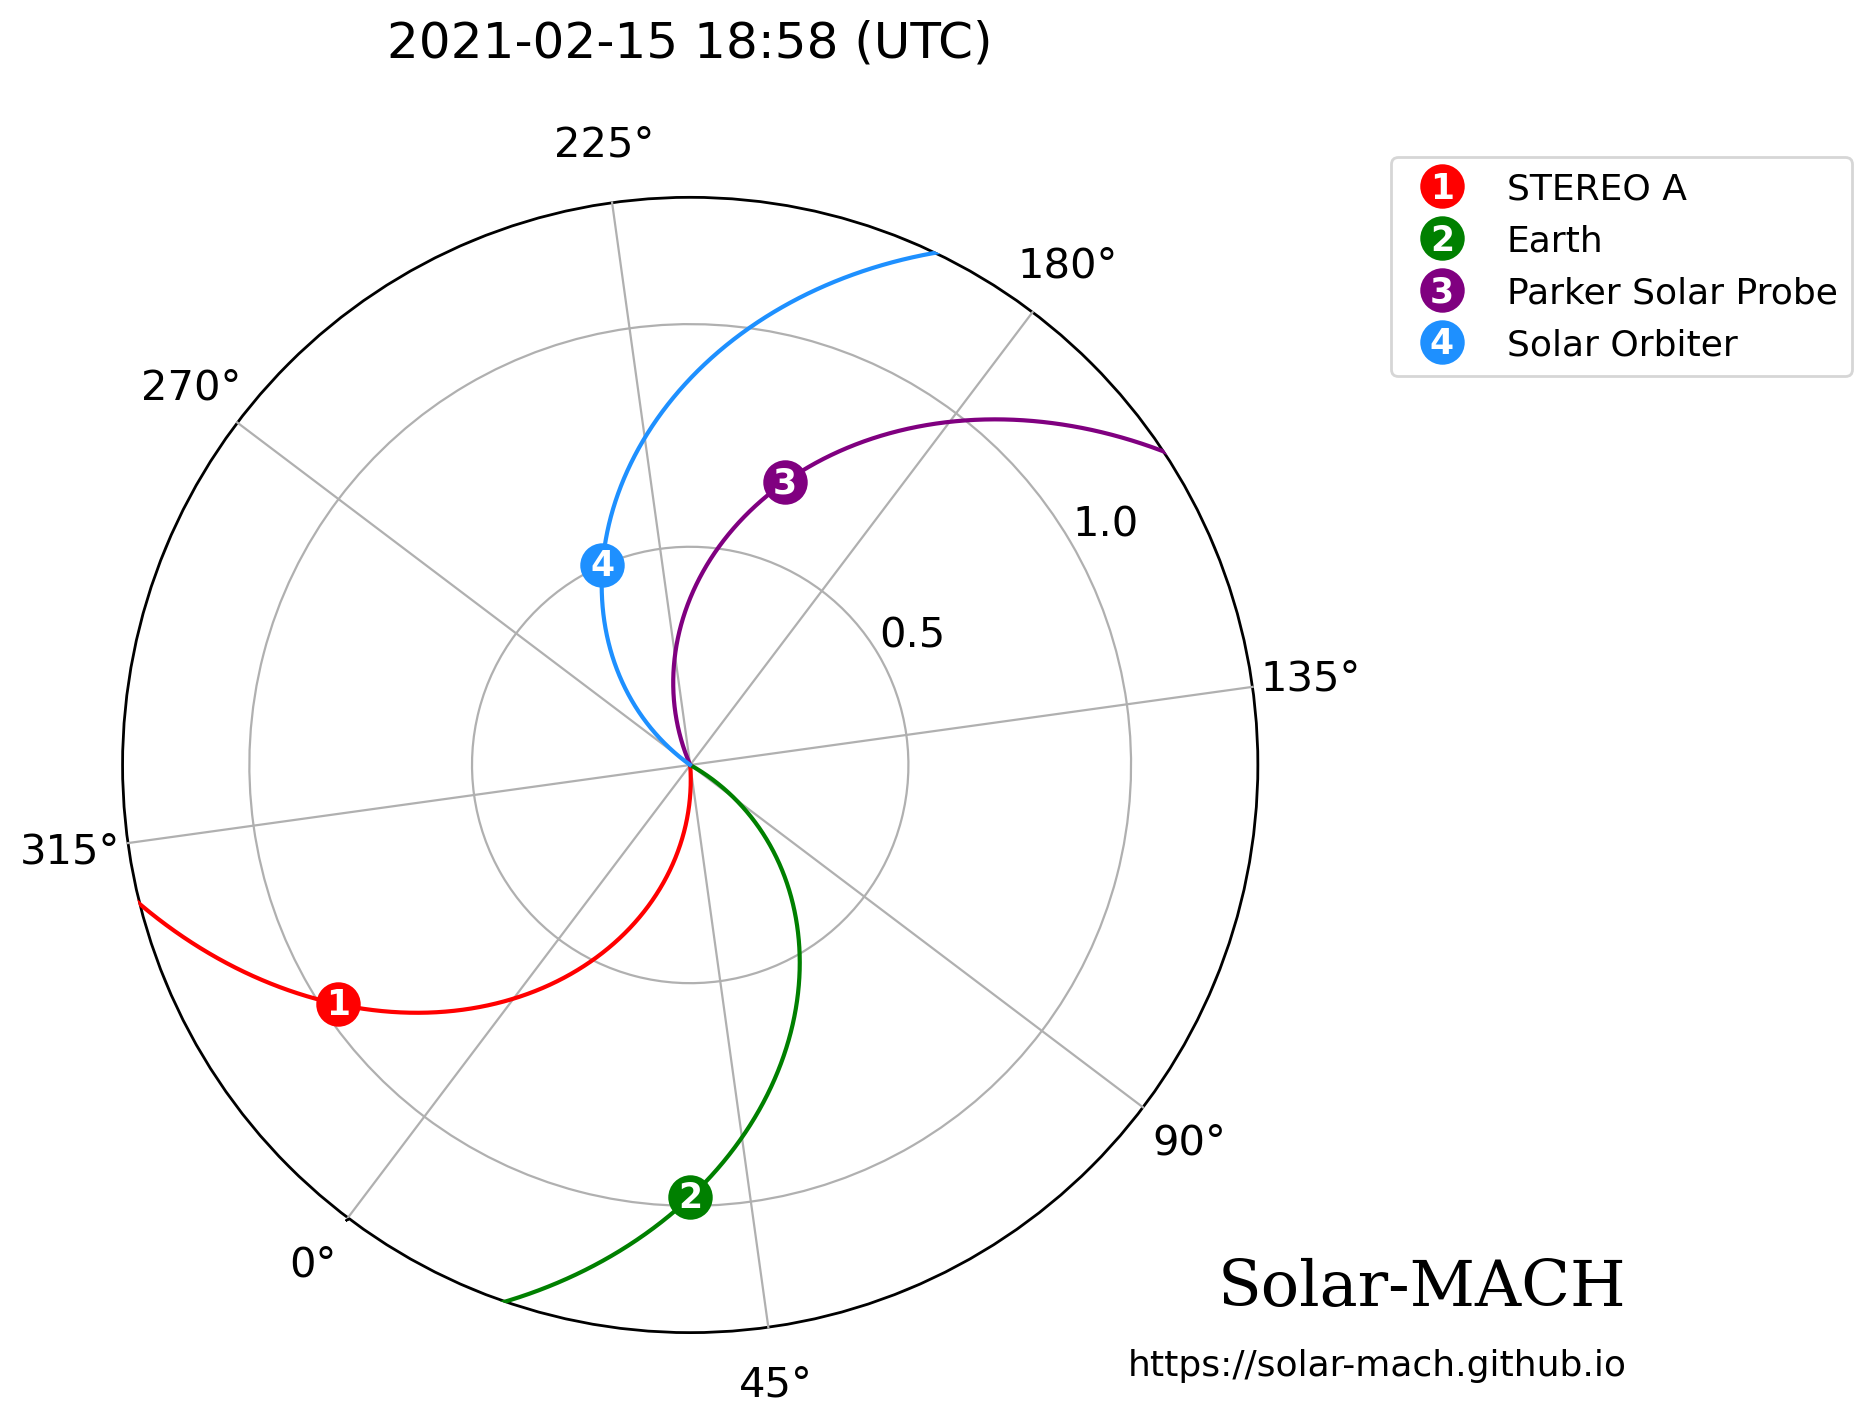 2021-02-15 18:58 (UTC)
225°
180°
270°
135°
315°
90°
0°
45°
1.0
0.5
1 STEREO A
2 Earth
3 Parker Solar Probe
4 Solar Orbiter
3
4
1
2
Solar-MACH
https://solar-mach.github.io